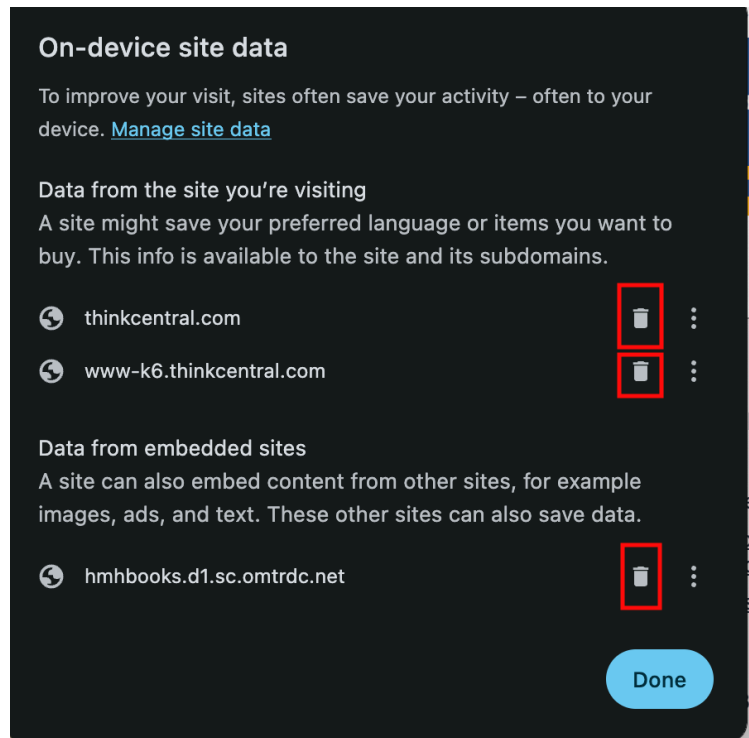 On-device site data
To improve your visit, sites often save your activity – often to your
device. Manage site data
Data from the site you’re visiting
A site might save your preferred language or items you want to
buy. This info is available to the site and its subdomains.
thinkcentral.com
www-k6.thinkcentral.com
Data from embedded sites
A site can also embed content from other sites, for example
images, ads, and text. These other sites can also save data.
hmhbooks.d1.sc.omtrdc.net
Done